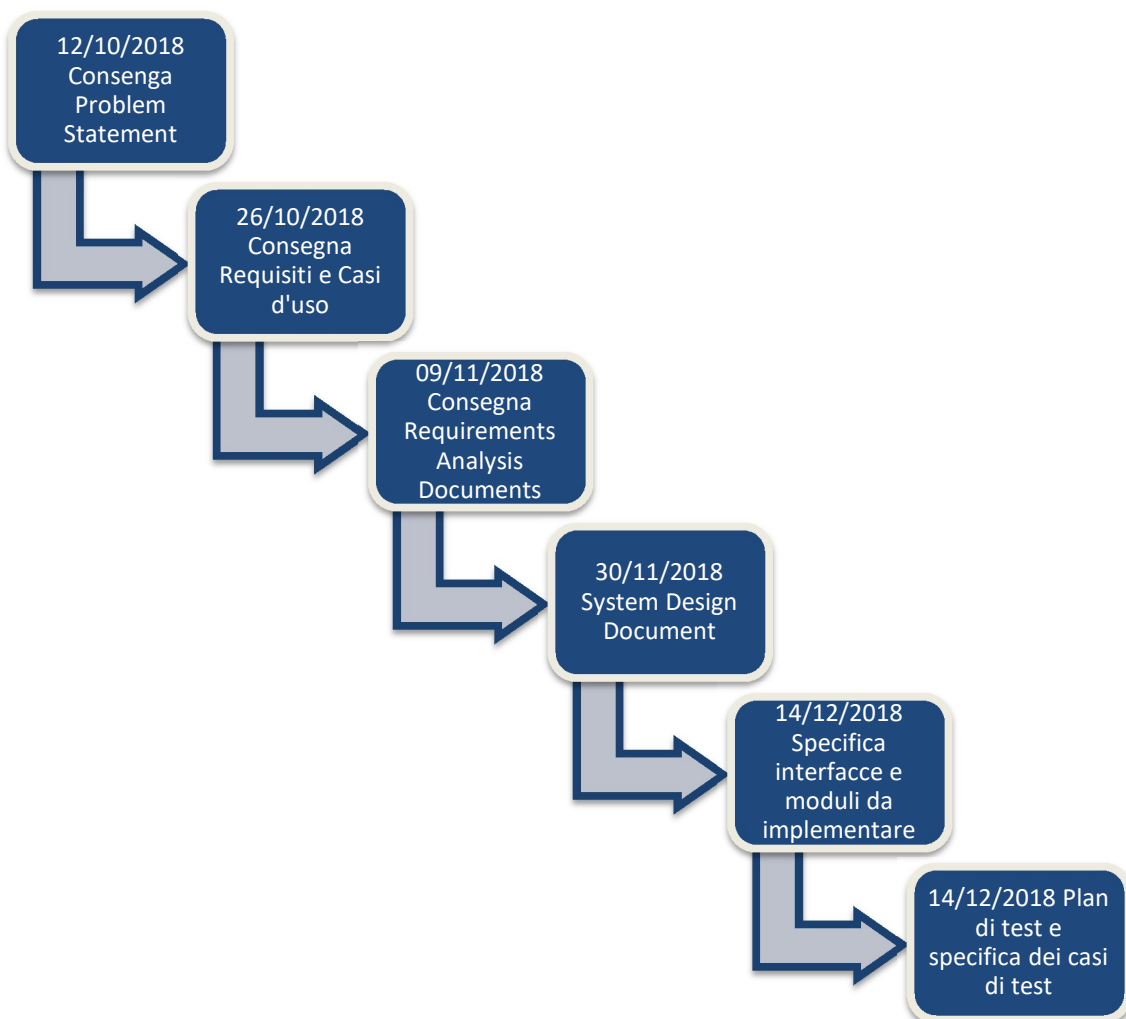 12/10/2018
Consenga
Problem
Statement
26/10/2018
Consegna
Requisiti e Casi
d'uso
09/11/2018
Consegna
Requirements
Analysis
Documents
30/11/2018
System Design
Document
14/12/2018
Specifica
interfacce e
moduli da
implementare
14/12/2018 Plan
di test e
specifica dei casi
di test